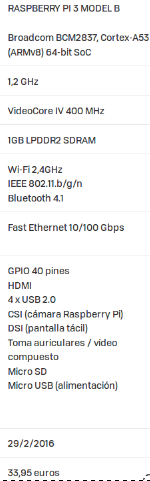 RASPBERRY PI 3 MODEL B
Broadcom BCM2837, Cortex-A53
(ARMv8) 64-bit SoC
1,2 GHz
VideoCore IV 400 MHz
1GB LPDDR2 SDRAM
Wi-Fi 2,4GHz
IEEE 802.11.b/g/n
Bluetooth 4.1
Fast Ethernet 10/100 Gbps
GPIO 40 pines
HDMI
4 x USB 2.0
CSI (cámara Raspberry Pi)
DSI (pantalla tácil)
Toma auriculares / vídeo
compuesto
Micro SD
Micro USB (alimentación)
29/2/2016
33,95 euros